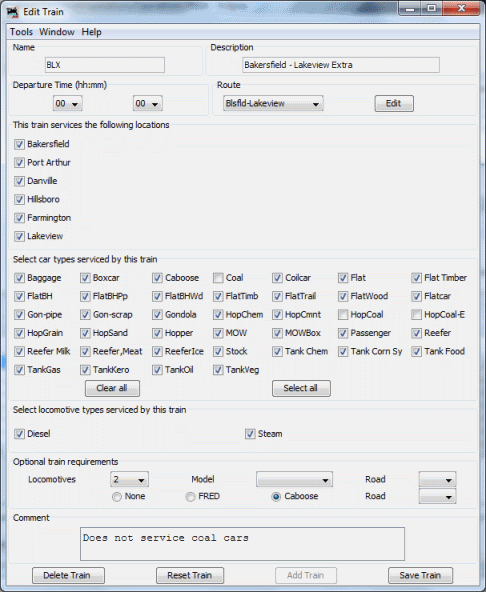 Edit Train
Tools Window Help
Name Description
BLX Bakersfield - Lakeview Extra
Departure Time (hh:mm) Route
00 00 Blsfld-Lakeview Edit
This train services the following locations
Bakersfield
Port Arthur
Danville
Hillsboro
Farmington
Lakeview
Select car types serviced by this train
Baggage Boxcar Caboose Coal Coilcar Flat Flat Timber
FlatBH FlatBHPp FlatBHWd FlatTimb FlatTrail FlatWood Flatcar
Gon-pipe Gon-scrap Gondola HopChem HopCmnt HopCoal HopCoal-E
HopGrain HopSand Hopper MOW MOWBox Passenger Reefer
Reefer Milk Reefer,Meat ReeferIce Stock Tank Chem Tank Corn Sy Tank Food
TankGas TankKero TankOil TankVeg
Clear all Select all
Select locomotive types serviced by this train
Diesel Steam
Optional train requirements
Locomotives 2 Model Road
None FRED Caboose Road
Comment
Does not service coal cars
Delete Train Reset Train Add Train Save Train